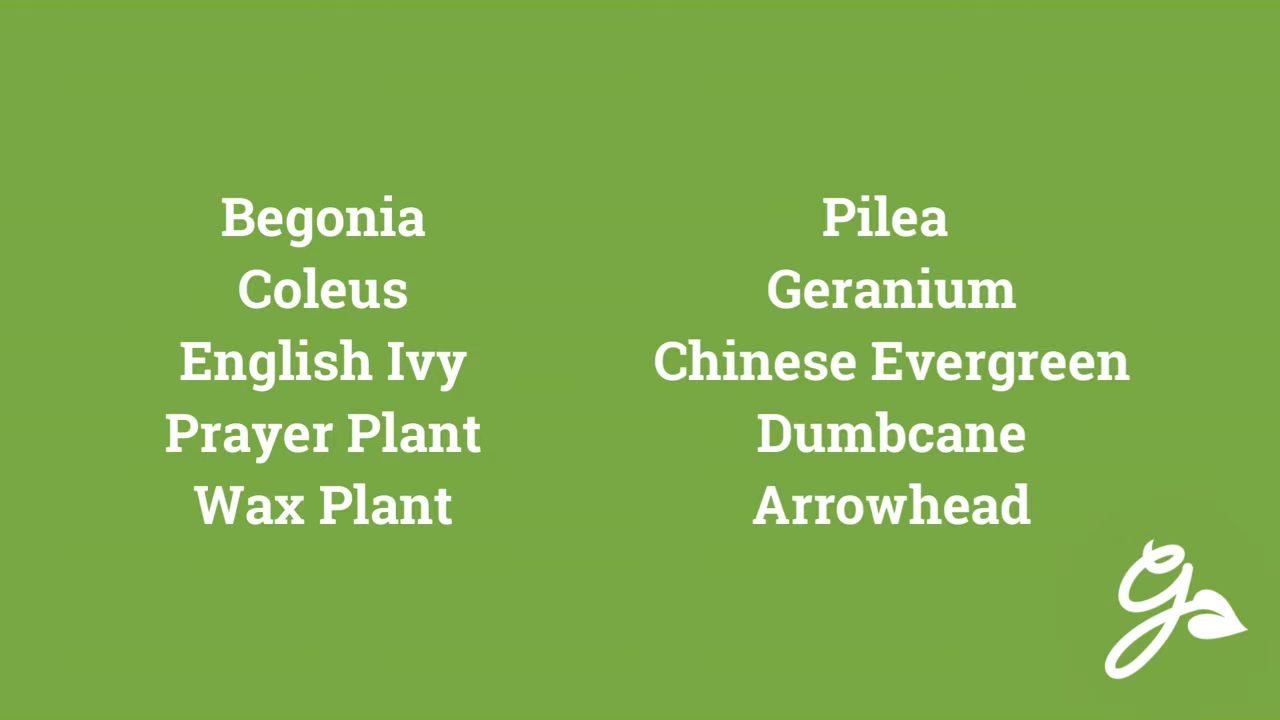 Begonia
Coleus
English Ivy
Prayer Plant
Wax Plant
Pilea
Geranium
Chinese Evergreen
Dumbcane
Arrowhead
g